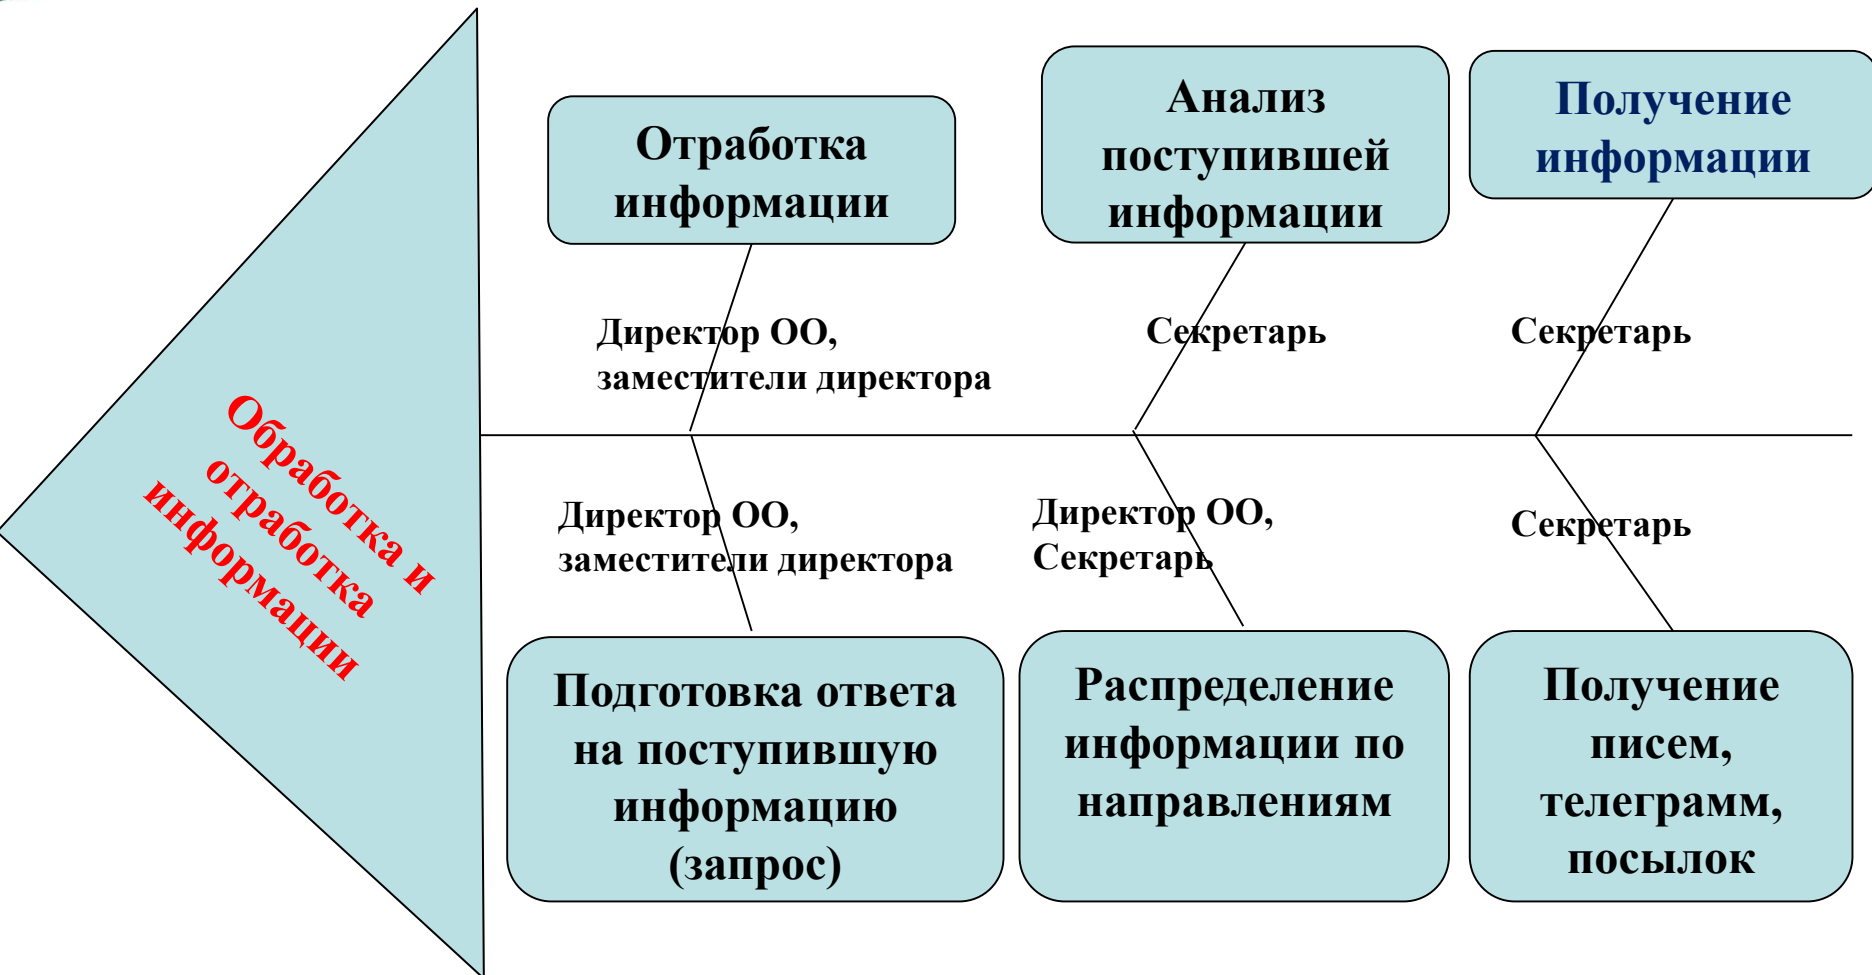 Отработка
информации
Анализ
поступившей
информации
Получение
информации
Директор ОО,
заместители директора
Секретарь
Секретарь
Обработка и
отработка
информации
Директор ОО,
заместители директора
Директор ОО,
Секретарь
Секретарь
Подготовка ответа
на поступившую
информацию
(запрос)
Распределение
информации по
направлениям
Получение
писем,
телеграмм,
посылок